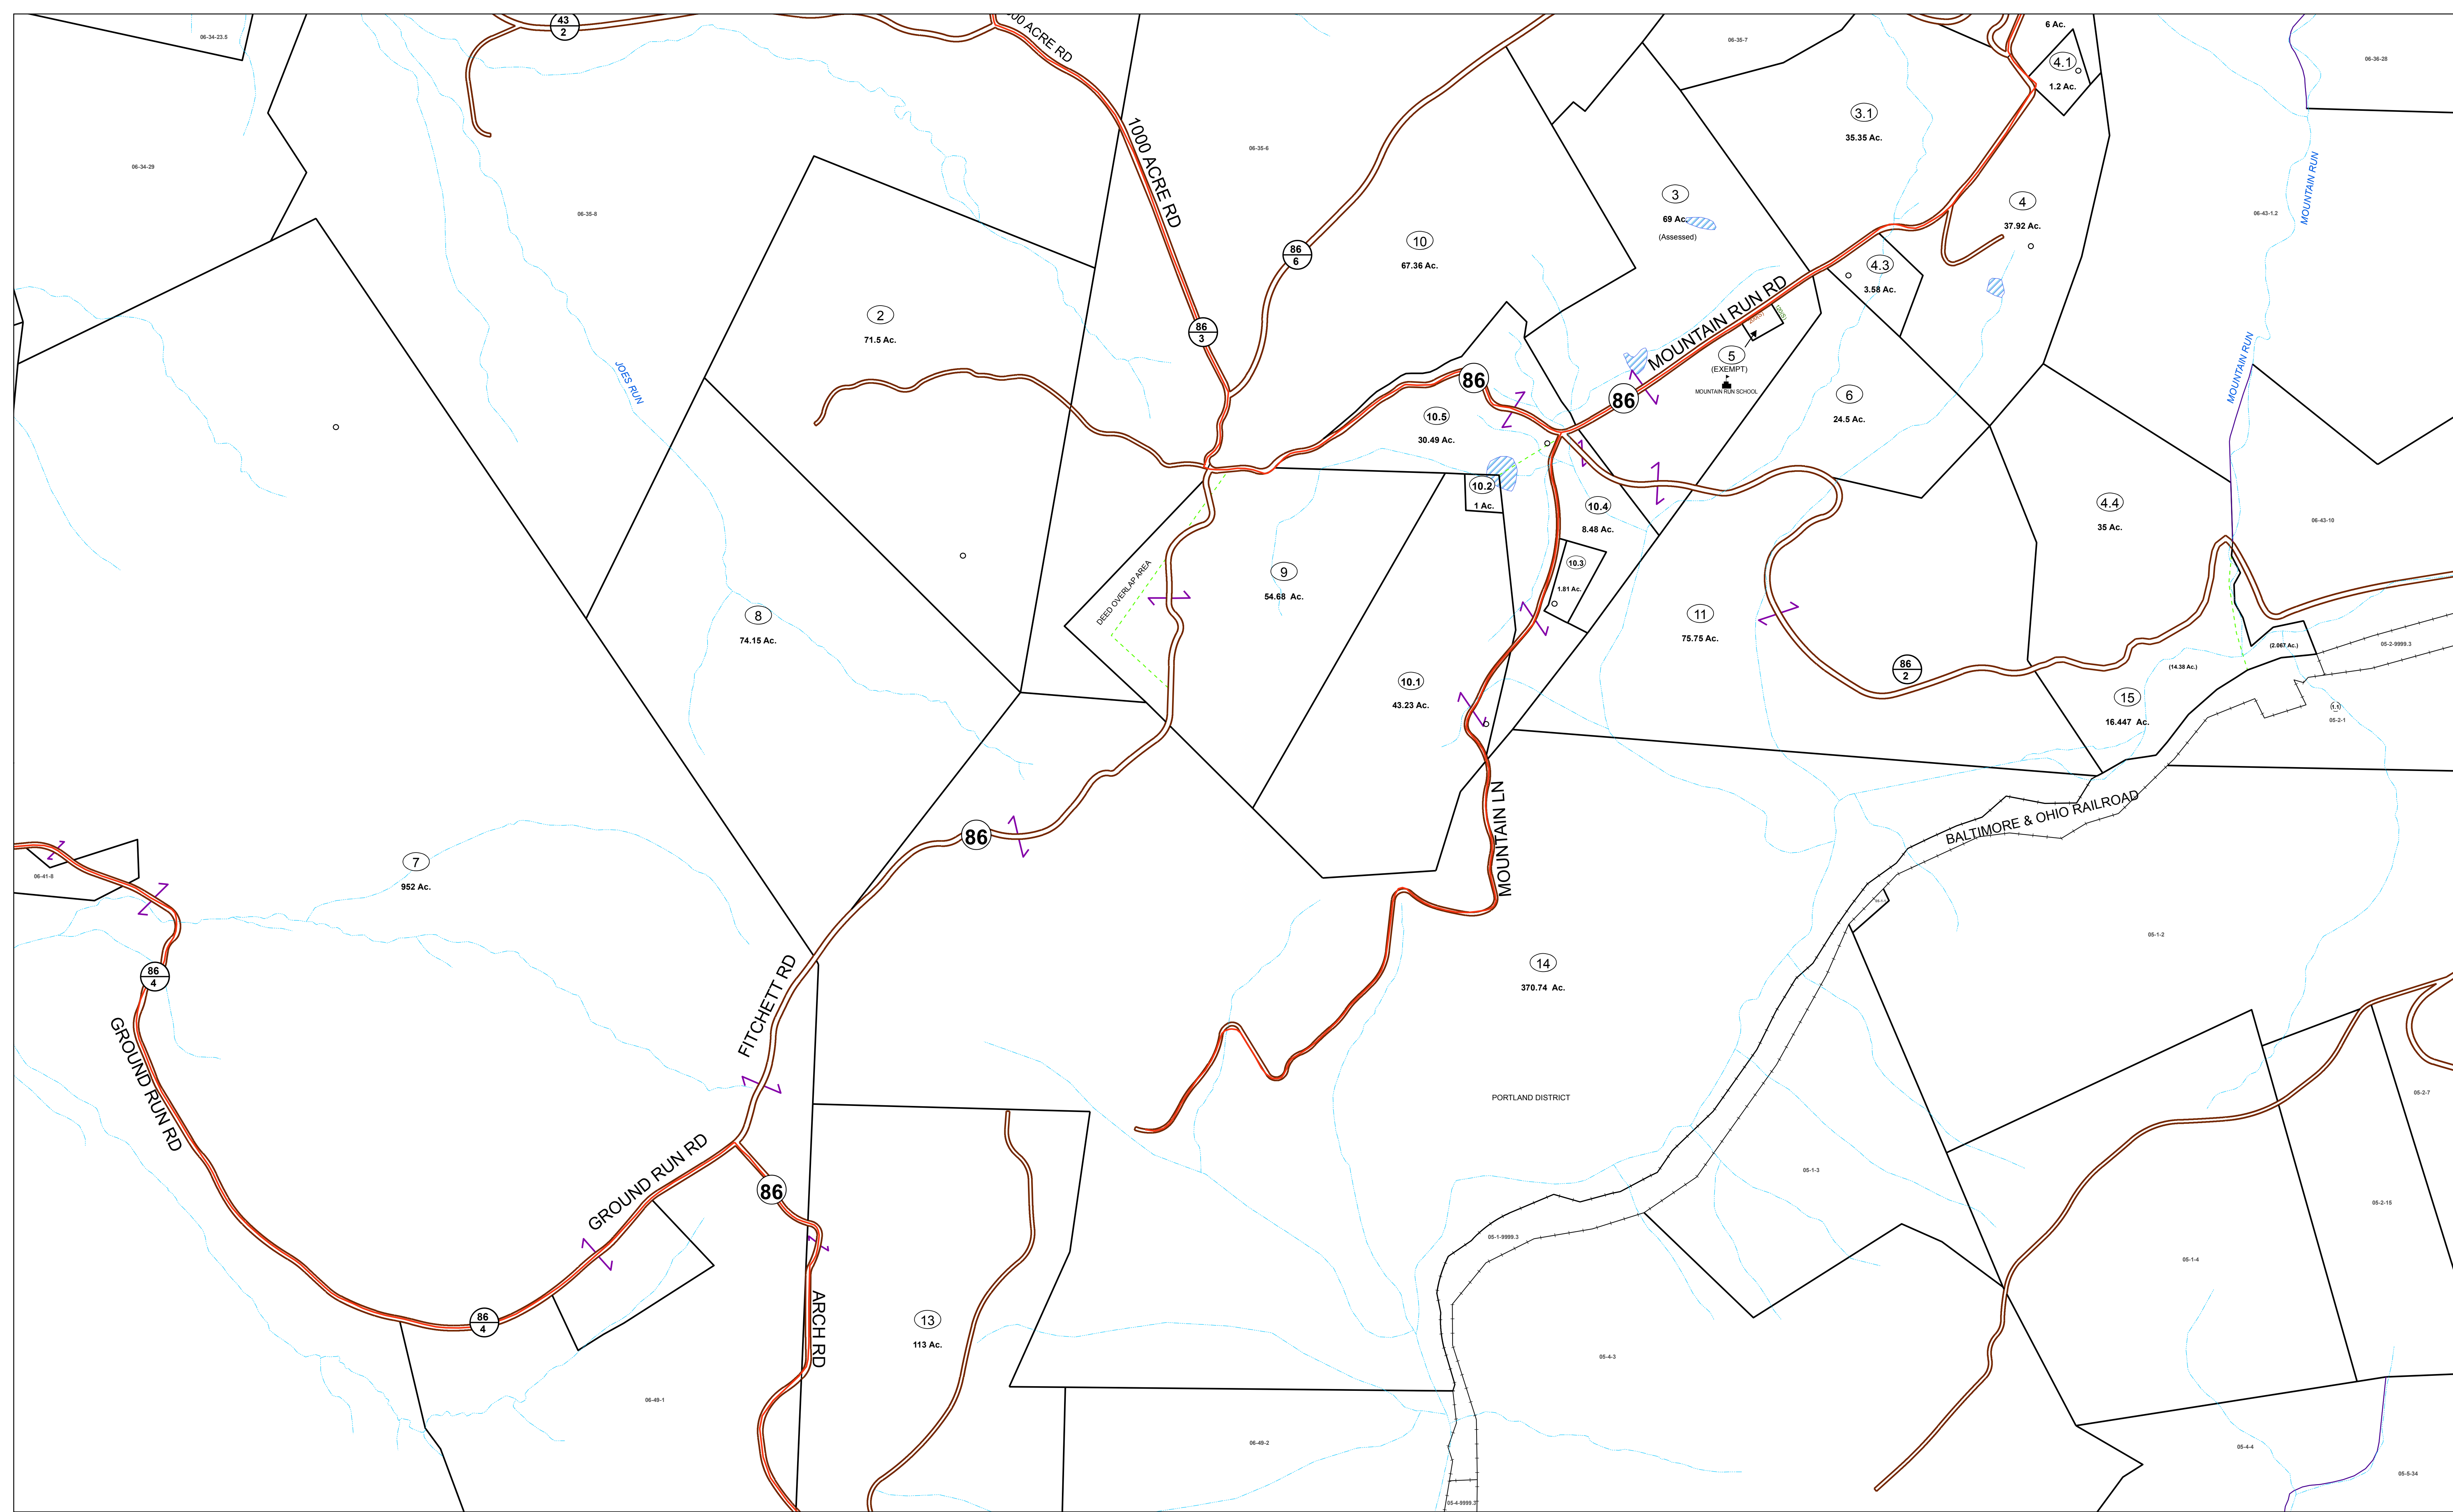 43
2
06-34-23.5
1000 ACRE RD
06-35-7
6 Ac.
4.1
1.2 Ac.
06-36-28
06-34-29
06-35-8
1000 ACRE RD
06-35-6
3.1
35.35 Ac.
MOUNTAIN RUN
3
69 Ac.
(Assessed)
4
37.92 Ac.
06-43-1.2
10
67.36 Ac.
86
6
4.3
3.58 Ac.
2
71.5 Ac.
86
3
MOUNTAIN RUN RD
5
(EXEMPT)
MOUNTAIN RUN SCHOOL
JOES RUN
MOUNTAIN RUN
86
86
6
24.5 Ac.
10.5
30.49 Ac.
10.2
1 Ac.
10.4
8.48 Ac.
4.4
35 Ac.
06-43-10
DEED OVERLAP AREA
9
54.68 Ac.
10.3
1.81 Ac.
8
74.15 Ac.
11
75.75 Ac.
(2.067 Ac.)
05-2-9999.3
86
2
(14.38 Ac.)
10.1
43.23 Ac.
15
16.447 Ac.
1.1
05-2-1
MOUNTAIN LN
BALTIMORE & OHIO RAILROAD
86
7
952 Ac.
06-41-8
05-1-2
14
370.74 Ac.
86
4
FITCHETT RD
GROUND RUN RD
PORTLAND DISTRICT
05-2-7
GROUND RUN RD
05-1-3
86
05-2-15
05-1-9999.3
05-1-4
86
4
ARCH RD
13
113 Ac.
05-4-3
06-49-1
06-49-2
05-4-4
05-5-34
05-4-9999.3